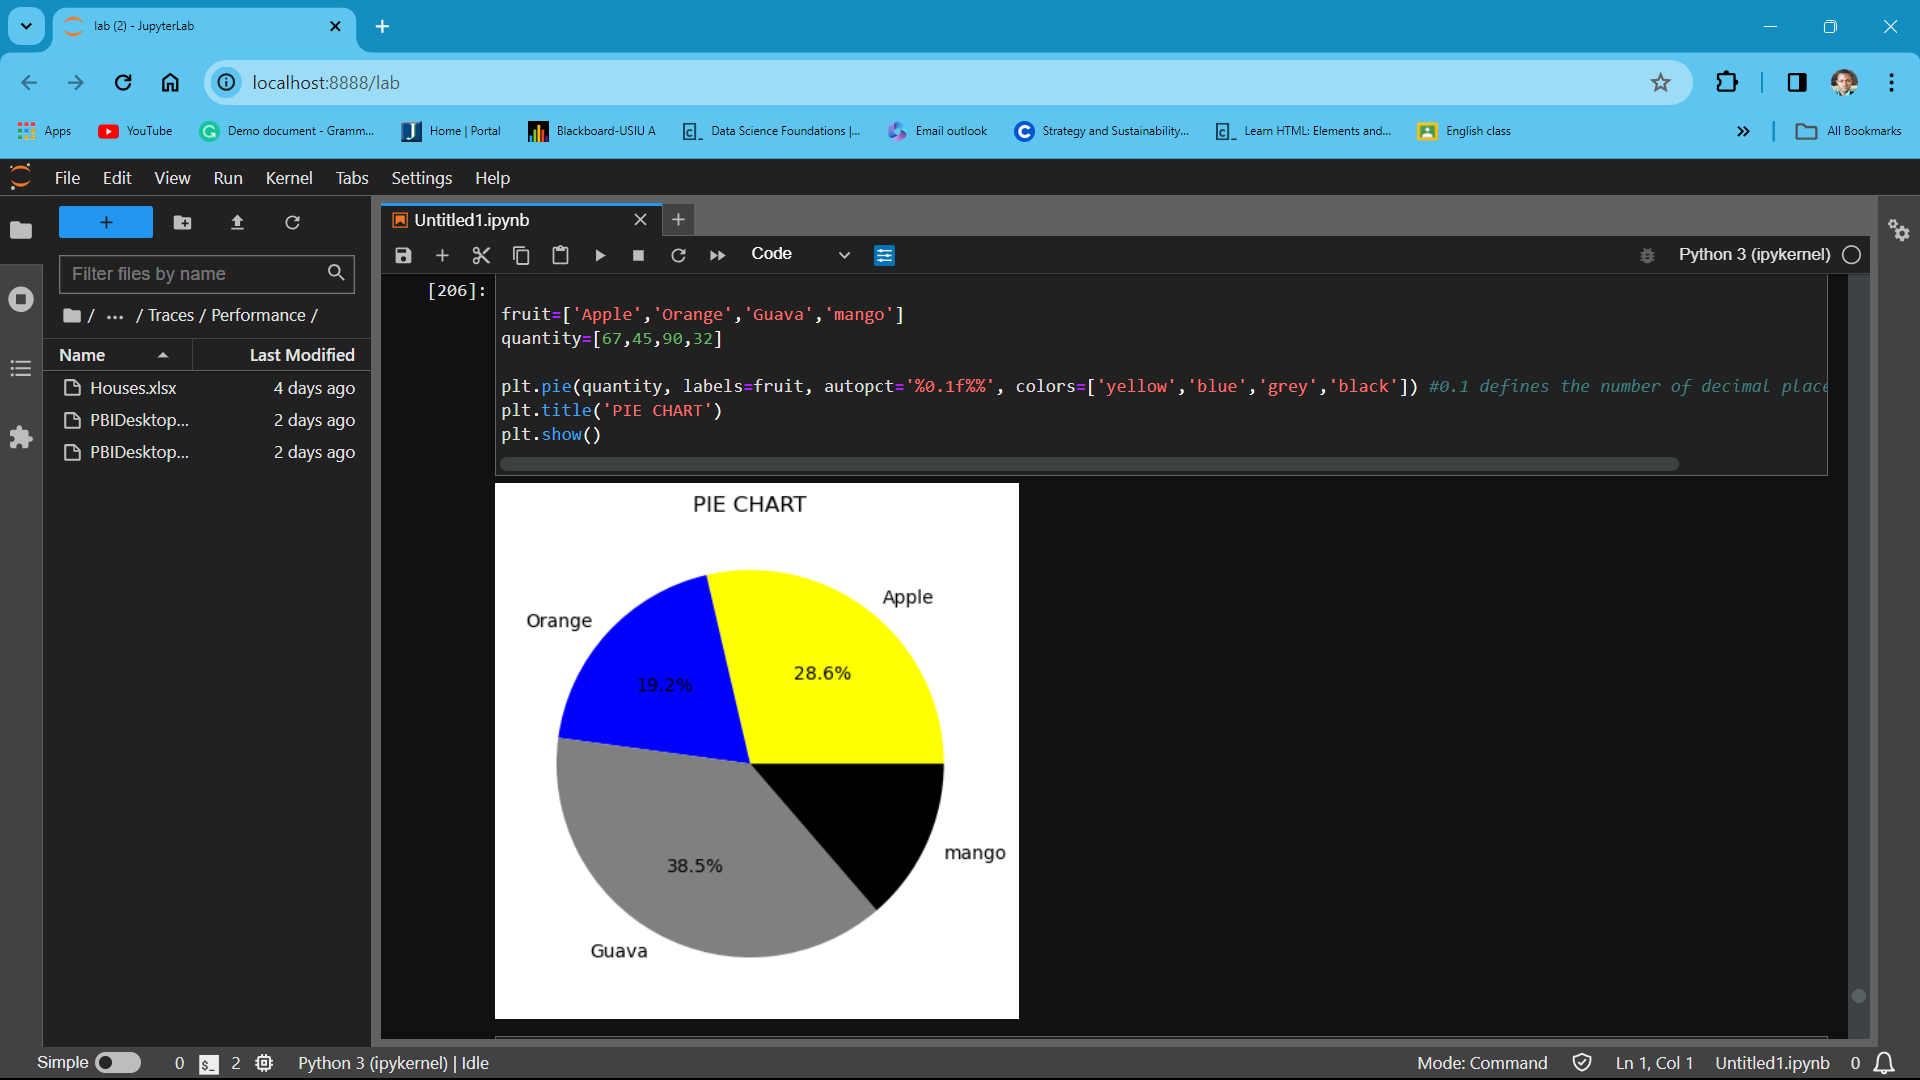 lab (2) - JupyterLab
localhost:8888/lab
Apps
YouTube
Demo document - Gramm...
Home | Portal
Blackboard-USIU A
Data Science Foundations |...
Email outlook
Strategy and Sustainability...
Learn HTML: Elements and...
English class
All Bookmarks
File Edit View Run Kernel Tabs Settings Help
Filter files by name
/ ... / Traces / Performance /
Name Last Modified
Houses.xlsx 4 days ago
PBIDesktop... 2 days ago
PBIDesktop... 2 days ago
Untitled1.ipynb
Code
Python 3 (ipykernel)
[206]:
fruit=['Apple','Orange','Guava','mango']
quantity=[67,45,90,32]
plt.pie(quantity, labels=fruit, autopct='%0.1f%%', colors=['yellow','blue','grey','black']) #0.1 defines the number of decimal place
plt.title('PIE CHART')
plt.show()
PIE CHART
Apple
Orange
28.6%
19.2%
mango
38.5%
Guava
Simple 0 $_ 2 Python 3 (ipykernel) | Idle
Mode: Command Ln 1, Col 1 Untitled1.ipynb 0